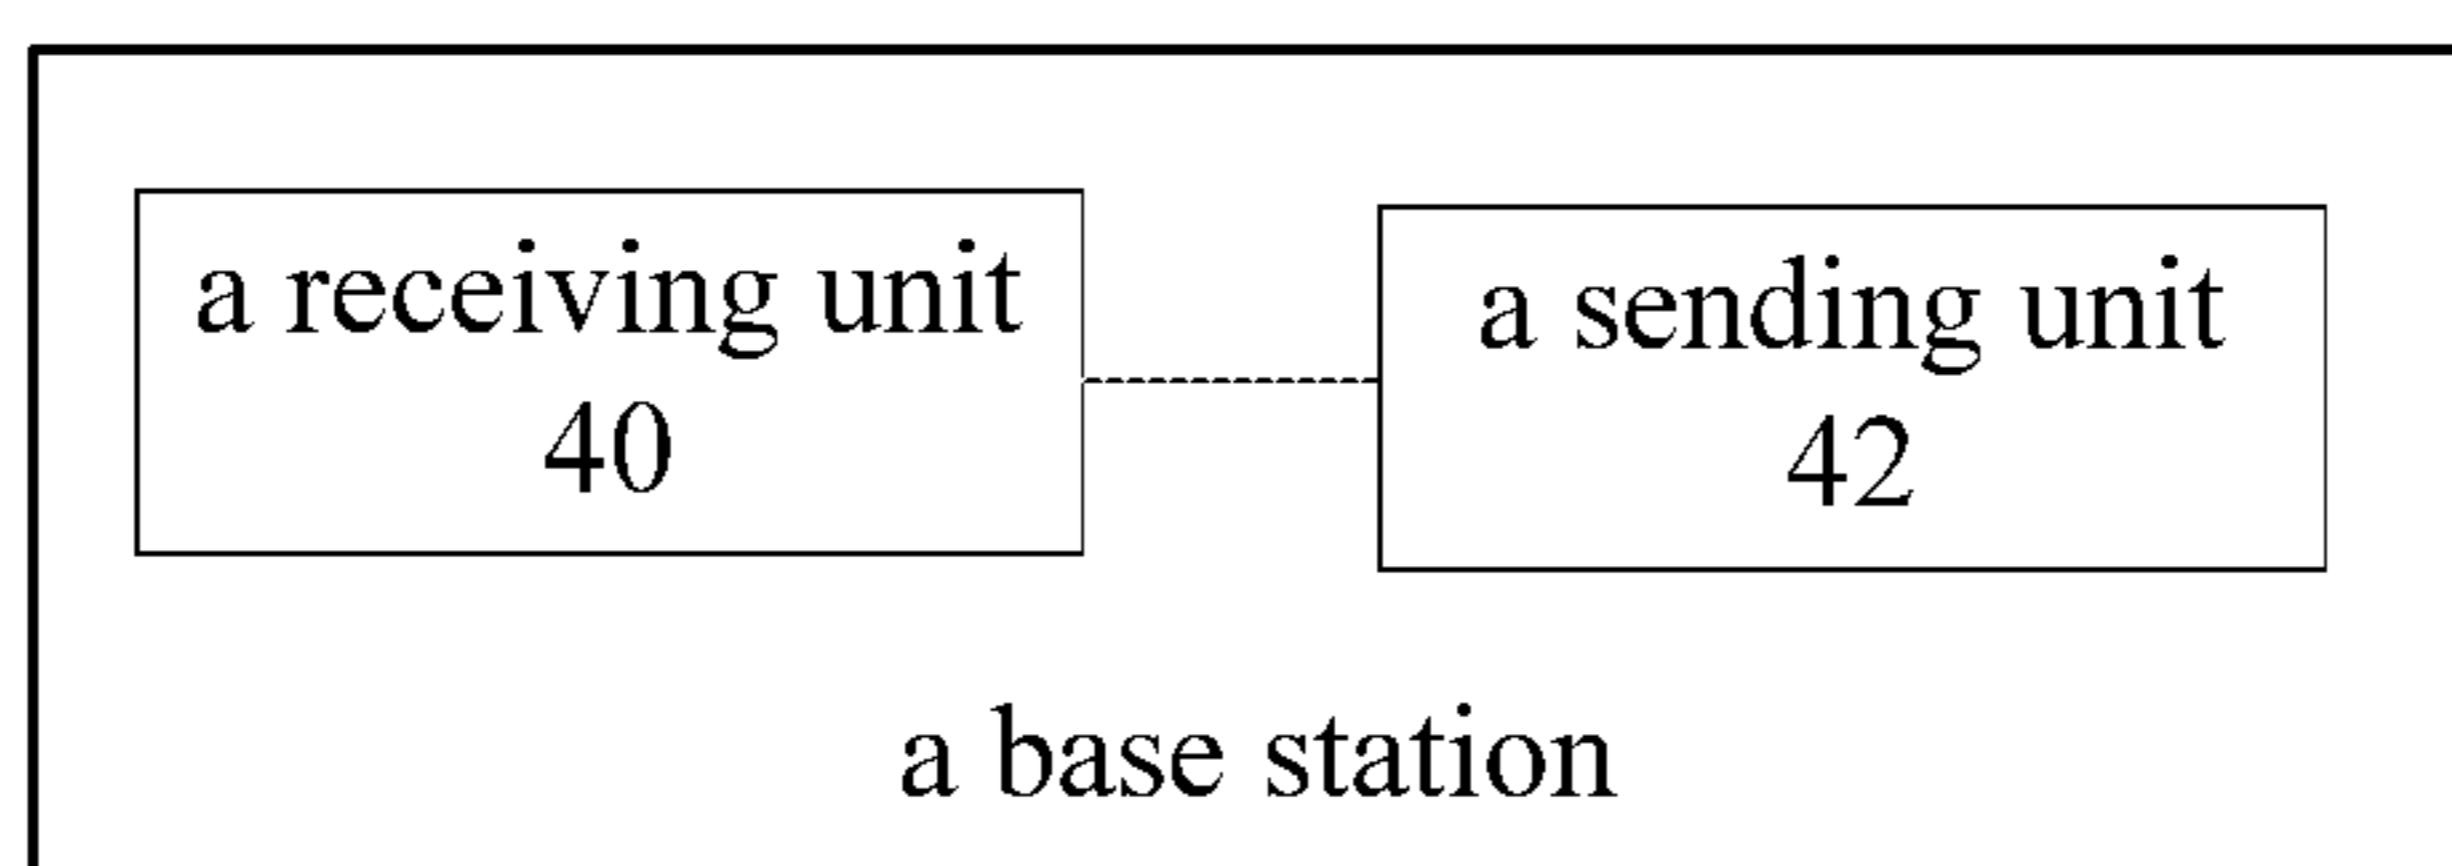 a receiving unit
40
a sending unit
42
a base station